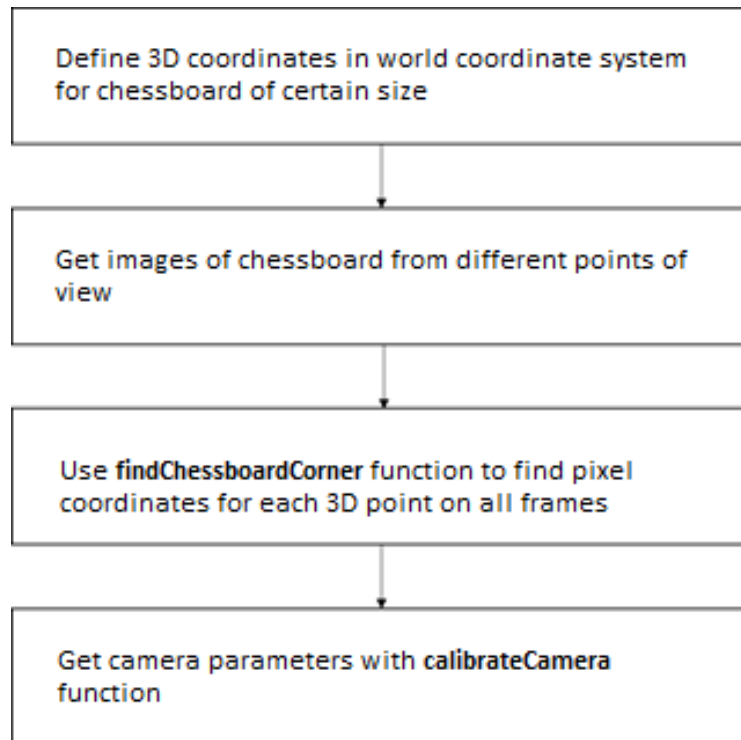 Define 3D coordinates in world coordinate system
for chessboard of certain size
Get images of chessboard from different points of
view
Use findChessboardCorner function to find pixel
coordinates for each 3D point on all frames
Get camera parameters with calibrateCamera
function